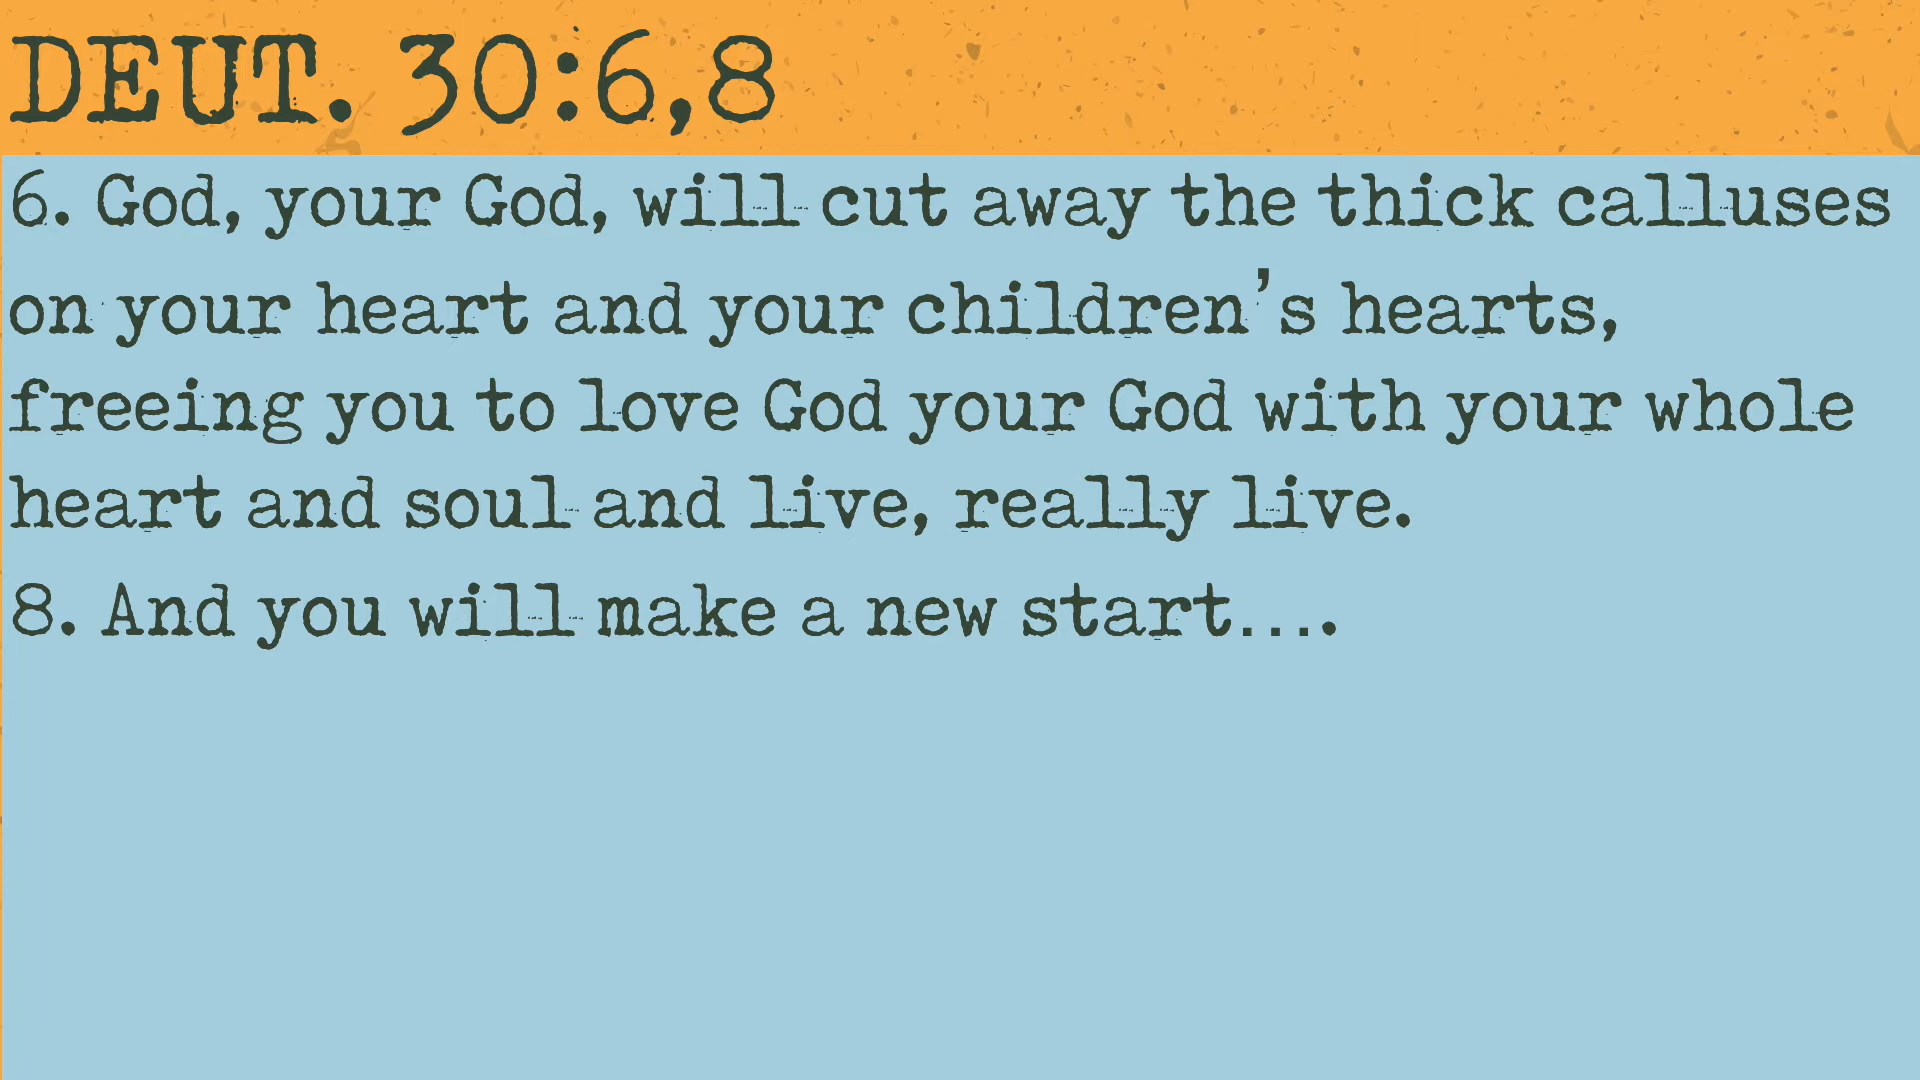 DEUT. 30:6,8
6. God, your God, will cut away the thick calluses
on your heart and your children’s hearts,
freeing you to love God your God with your whole
heart and soul and live, really live.
8. And you will make a new start….